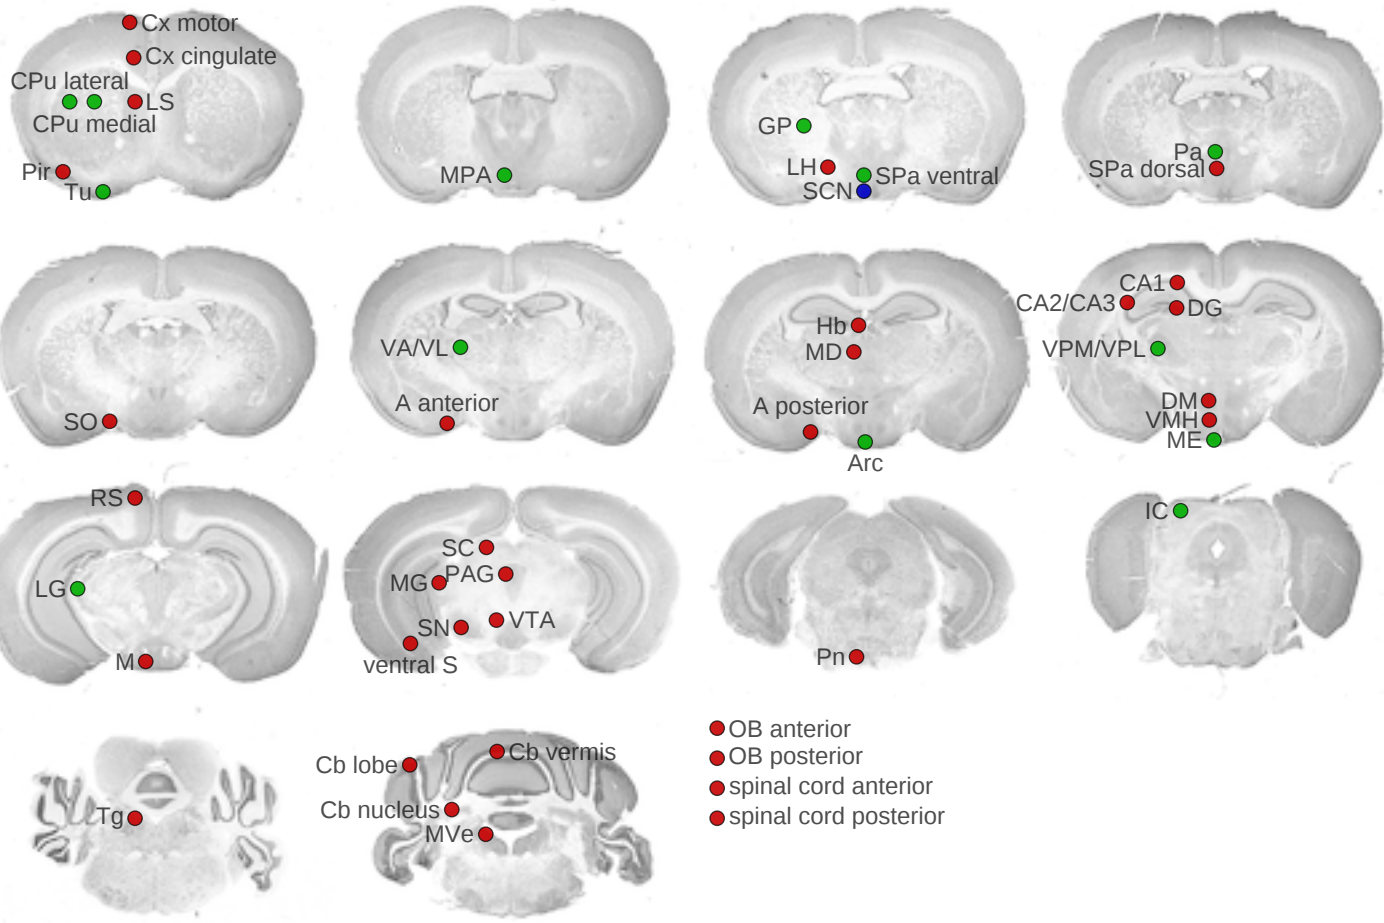 Cx motor
Cx cingulate
CPu lateral
LS
CPu medial
Pir
Tu
MPA
GP
LH
SPa ventral
SCN
Pa
SPa dorsal
SO
VA/VL
A anterior
Hb
MD
A posterior
Arc
CA1
CA2/CA3
DG
VPM/VPL
DM
VMH
ME
RS
LG
M
SC
MG
PAG
SN
VTA
ventral S
Pn
IC
Tg
Cb lobe
Cb vermis
Cb nucleus
MVe
OB anterior
OB posterior
spinal cord anterior
spinal cord posterior